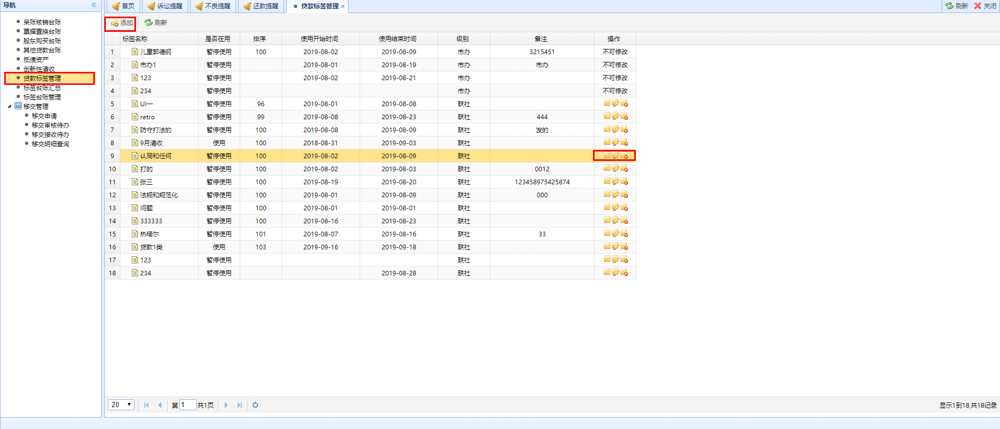 导航
首页 诉讼提醒 不良提醒 还款提醒 贷款标签管理 刷新 关闭
呆账核销台账
票据置换台账
股东购买台账
其他贷款台账
抵债资产
创新性清收
贷款标签管理
标签台账汇总
标签台账管理
移交管理
移交申请
移交审核待办
移交接收待办
移交明细查询
添加 刷新
标签名称 是否在用 排序 使用开始时间 使用结束时间 级别 备注 操作
1 儿童郭德纲 暂停使用 100 2019-08-02 2019-08-09 市办 3215451 不可修改
2 市办1 暂停使用 2019-08-01 2019-08-19 市办 市办 不可修改
3 123 暂停使用 2019-08-02 2019-08-21 市办 不可修改
4 234 暂停使用 市办 不可修改
5 UI一 暂停使用 96 2019-08-01 2019-08-08 联社
6 retro 暂停使用 99 2019-08-08 2019-08-23 联社 444
7 防守打法的 暂停使用 100 2019-08-08 2019-08-09 联社 发的
8 9月清收 使用 100 2018-08-31 2019-09-03 联社
9 认同和任何 暂停使用 100 2019-08-02 2019-08-09 联社
10 打的 暂停使用 100 2019-08-02 2019-08-03 联社 0012
11 张三 暂停使用 100 2019-08-19 2019-08-20 联社 123458975425874
12 法规和规范化 暂停使用 100 2019-08-01 2019-08-09 联社 000
13 问题 暂停使用 100 2019-08-01 2019-08-01 联社
14 333333 暂停使用 100 2019-08-16 2019-08-23 联社
15 热塔尔 暂停使用 101 2019-08-07 2019-08-16 联社 33
16 贷款1类 使用 103 2019-09-16 2019-09-18 联社
17 123 暂停使用 联社
18 234 暂停使用 2019-08-28 联社
20 第 1 共1页 显示1到18,共18记录